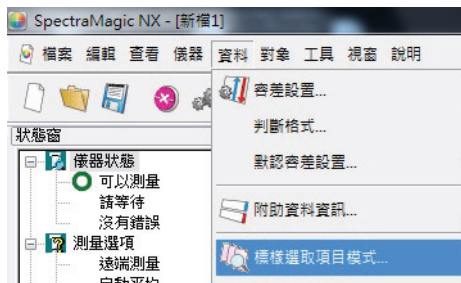 SpectraMagic NX - [新檔1]
檔案 編輯 查看 儀器 資料 對象 工具 視窗 說明
容差設置...
判斷格式...
狀態窗
默認容差設置...
儀器狀態
可以測量
請等待
附助資料資訊...
沒有錯誤
測量選項
標樣選取項目模式...
遠端測量
自動平均